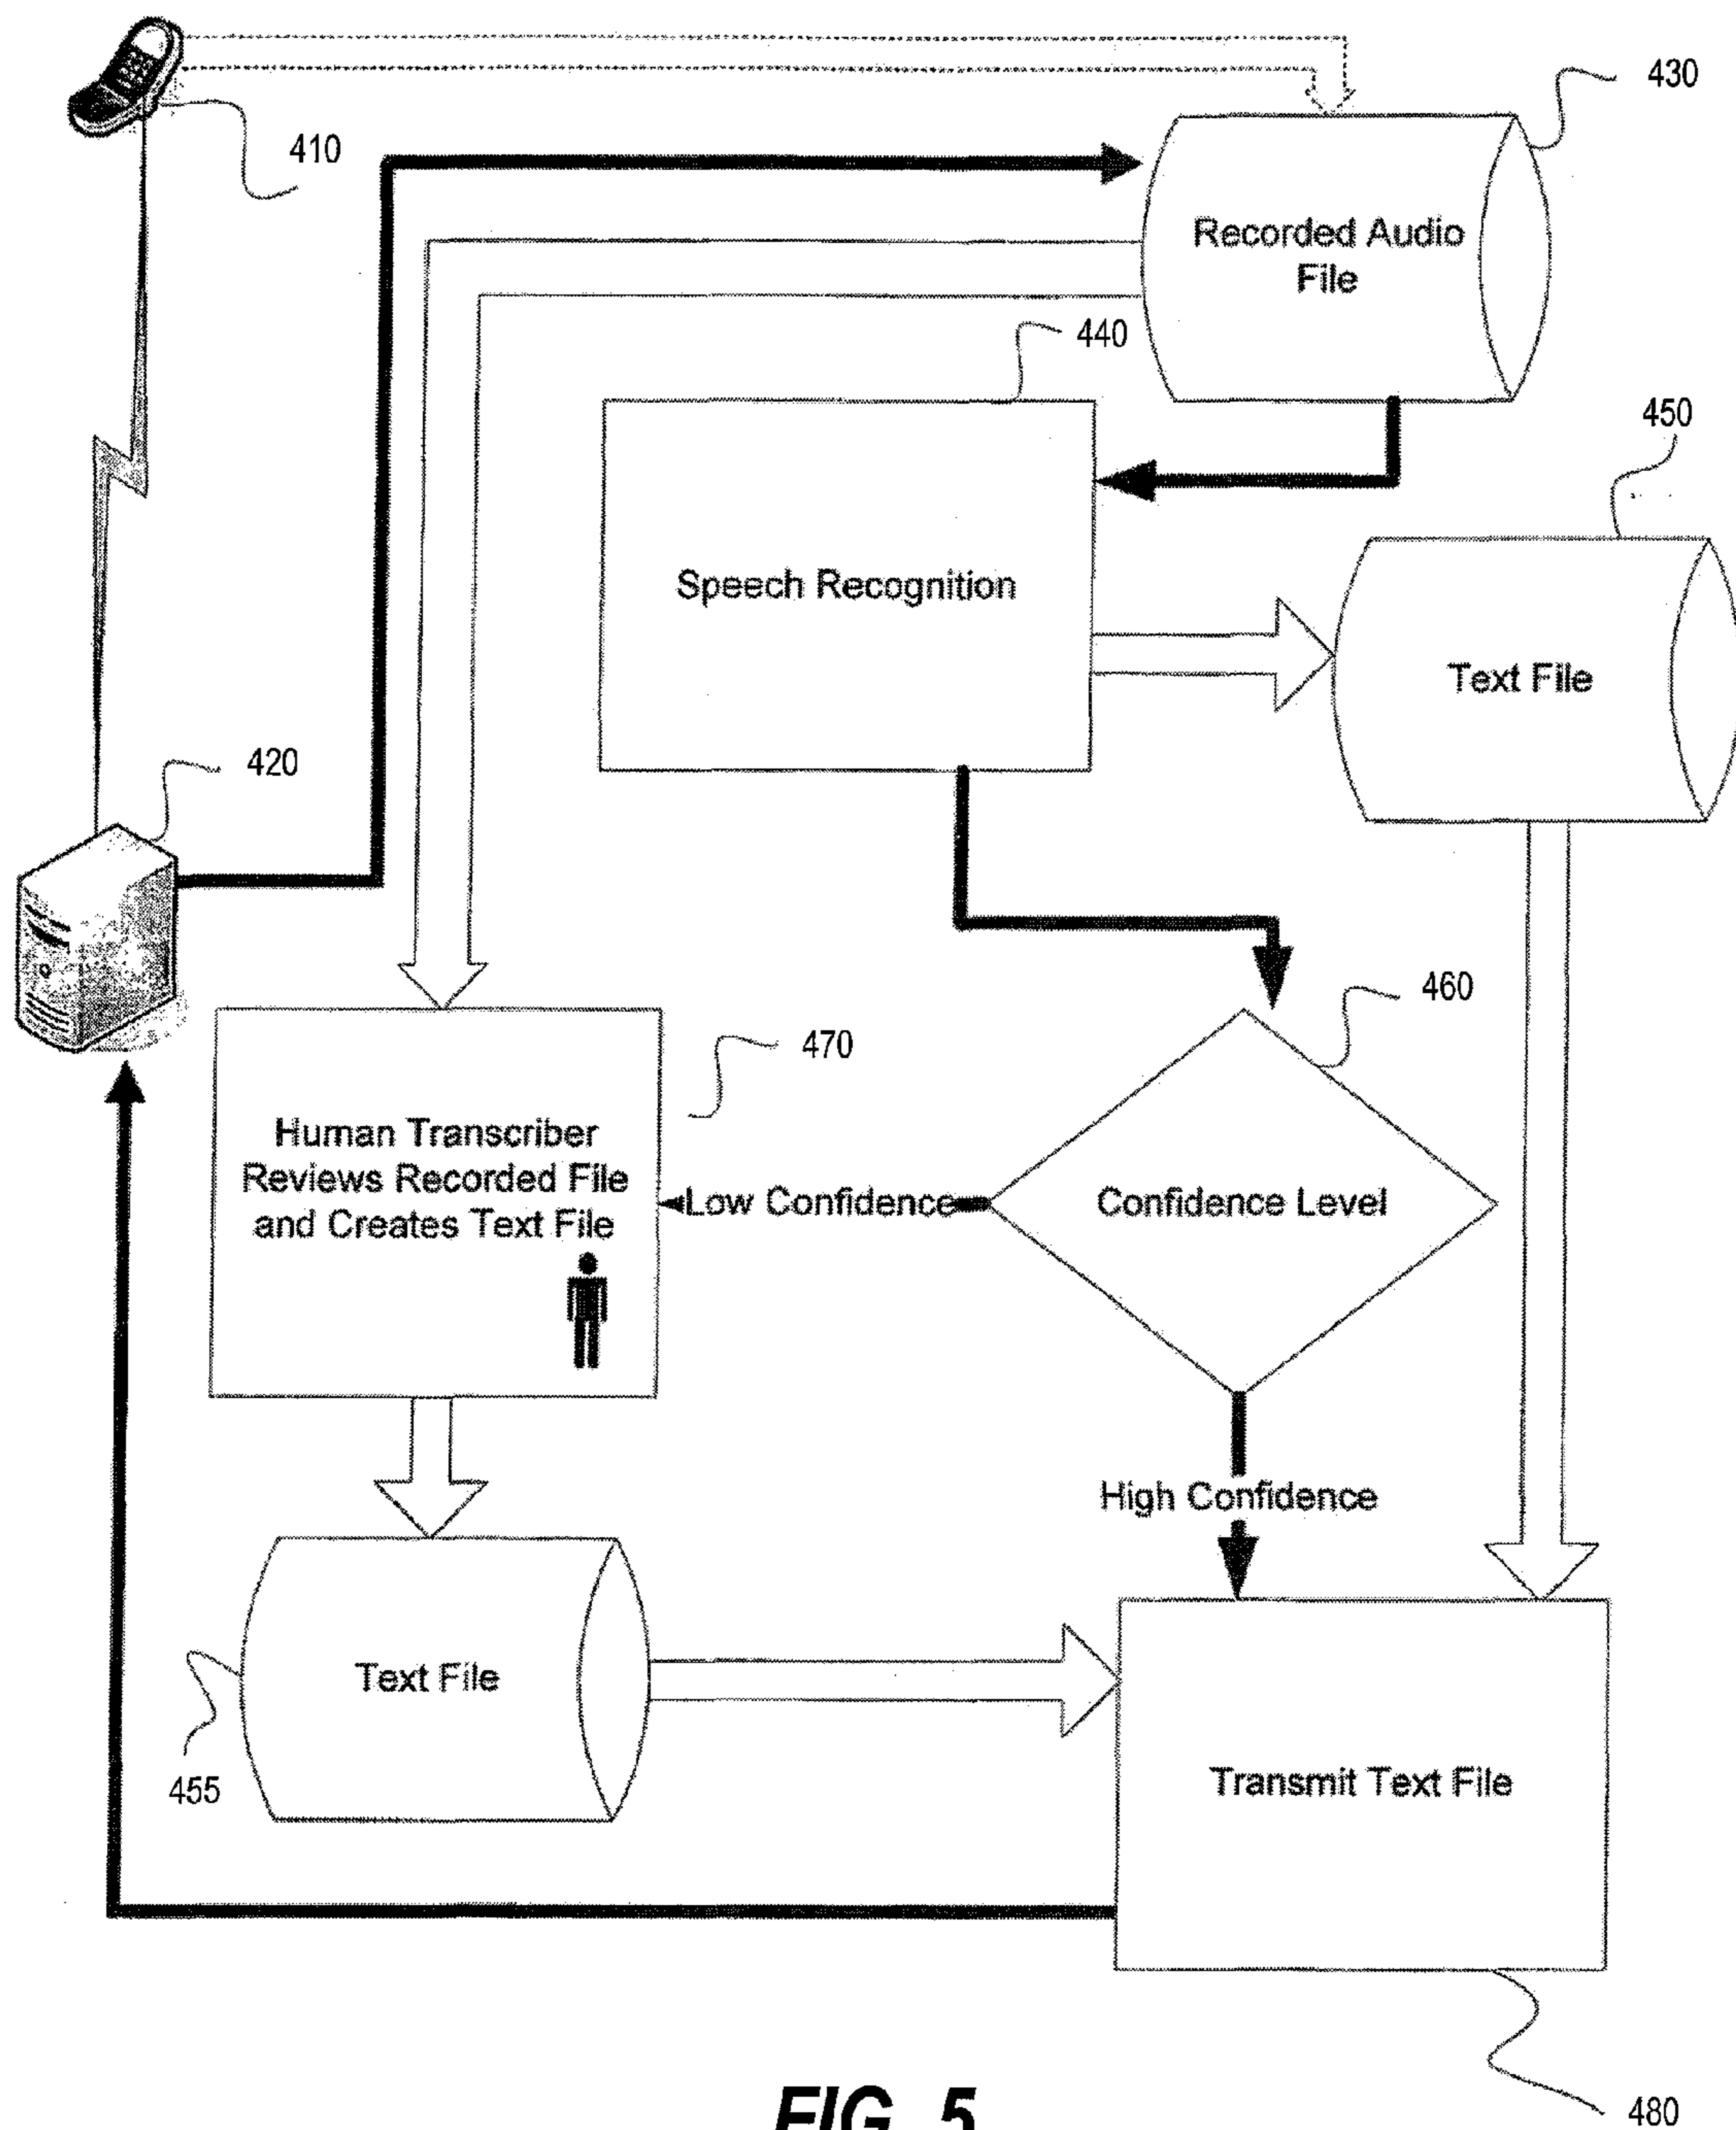 430
410
Recorded Audio
File
440
450
Speech Recognition
Text File
420
460
470
Human Transcriber
Reviews Recorded File
and Creates Text File
Low Confidence
Confidence Level
High Confidence
Text File
455
Transmit Text File
480
FIG. 5